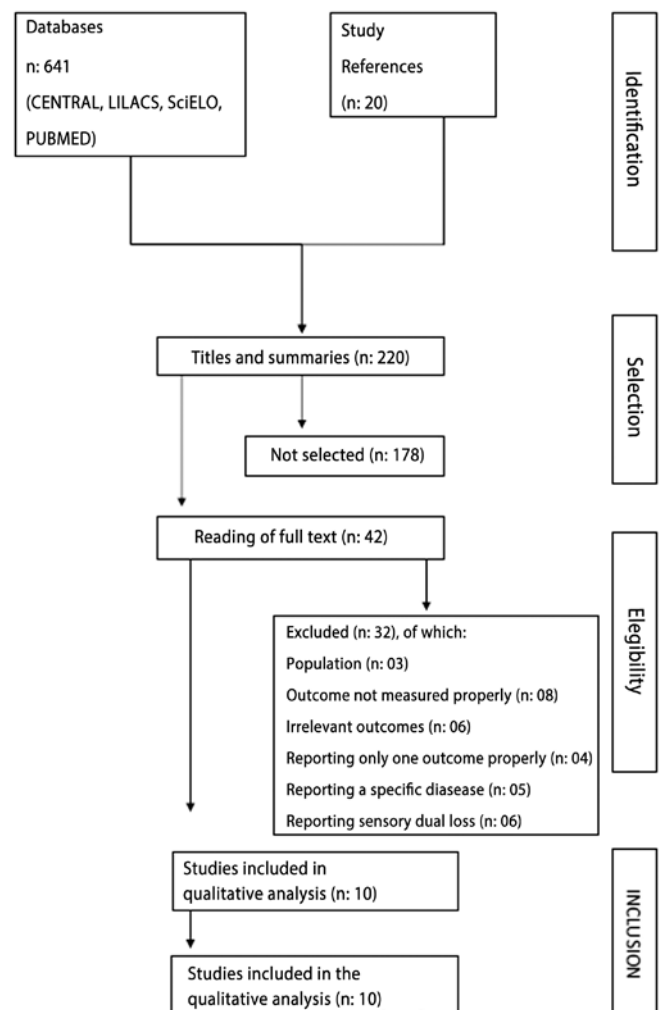 Databases
n: 641
(CENTRAL, LILACS, SciELO,
PUBMED)
Study
References
(n: 20)
Identification
Titles and summaries (n: 220)
Not selected (n: 178)
Selection
Reading of full text (n: 42)
Excluded (n: 32), of which:
Population (n: 03)
Outcome not measured properly (n: 08)
Irrelevant outcomes (n: 06)
Reporting only one outcome properly (n: 04)
Reporting a specific diasease (n: 05)
Reporting sensory dual loss (n: 06)
Elegibility
Studies included in
qualitative analysis (n: 10)
Studies included in the
qualitative analysis (n: 10)
INCLUSION